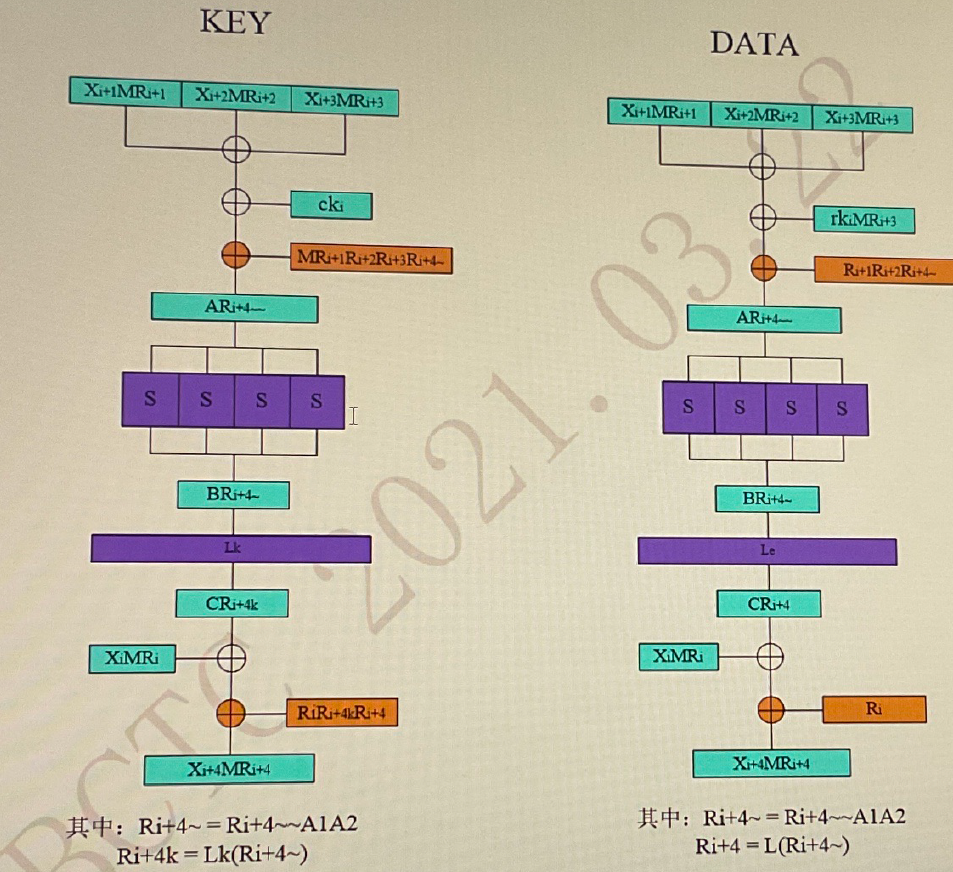 KEY
Xi+1MRi+1 Xi+2MRi+2 Xi+3MRi+3
cki
MRi+1Ri+2Ri+3Ri+4~
ARi+4~~
S S S S
BRi+4~
Lk
CRi+4k
XiMRi
RiRi+4kRi+4
Xi+4MRi+4
其中：Ri+4~ = Ri+4~~A1A2
Ri+4k = Lk(Ri+4~)
DATA
Xi+1MRi+1 Xi+2MRi+2 Xi+3MRi+3
rkiMRi+3
Ri+1Ri+2Ri+4~
ARi+4~~
S S S S
BRi+4~
Le
CRi+4
XiMRi
Ri
Xi+4MRi+4
其中：Ri+4~ = Ri+4~~A1A2
Ri+4 = L(Ri+4~)
BCTC 2021.03.22